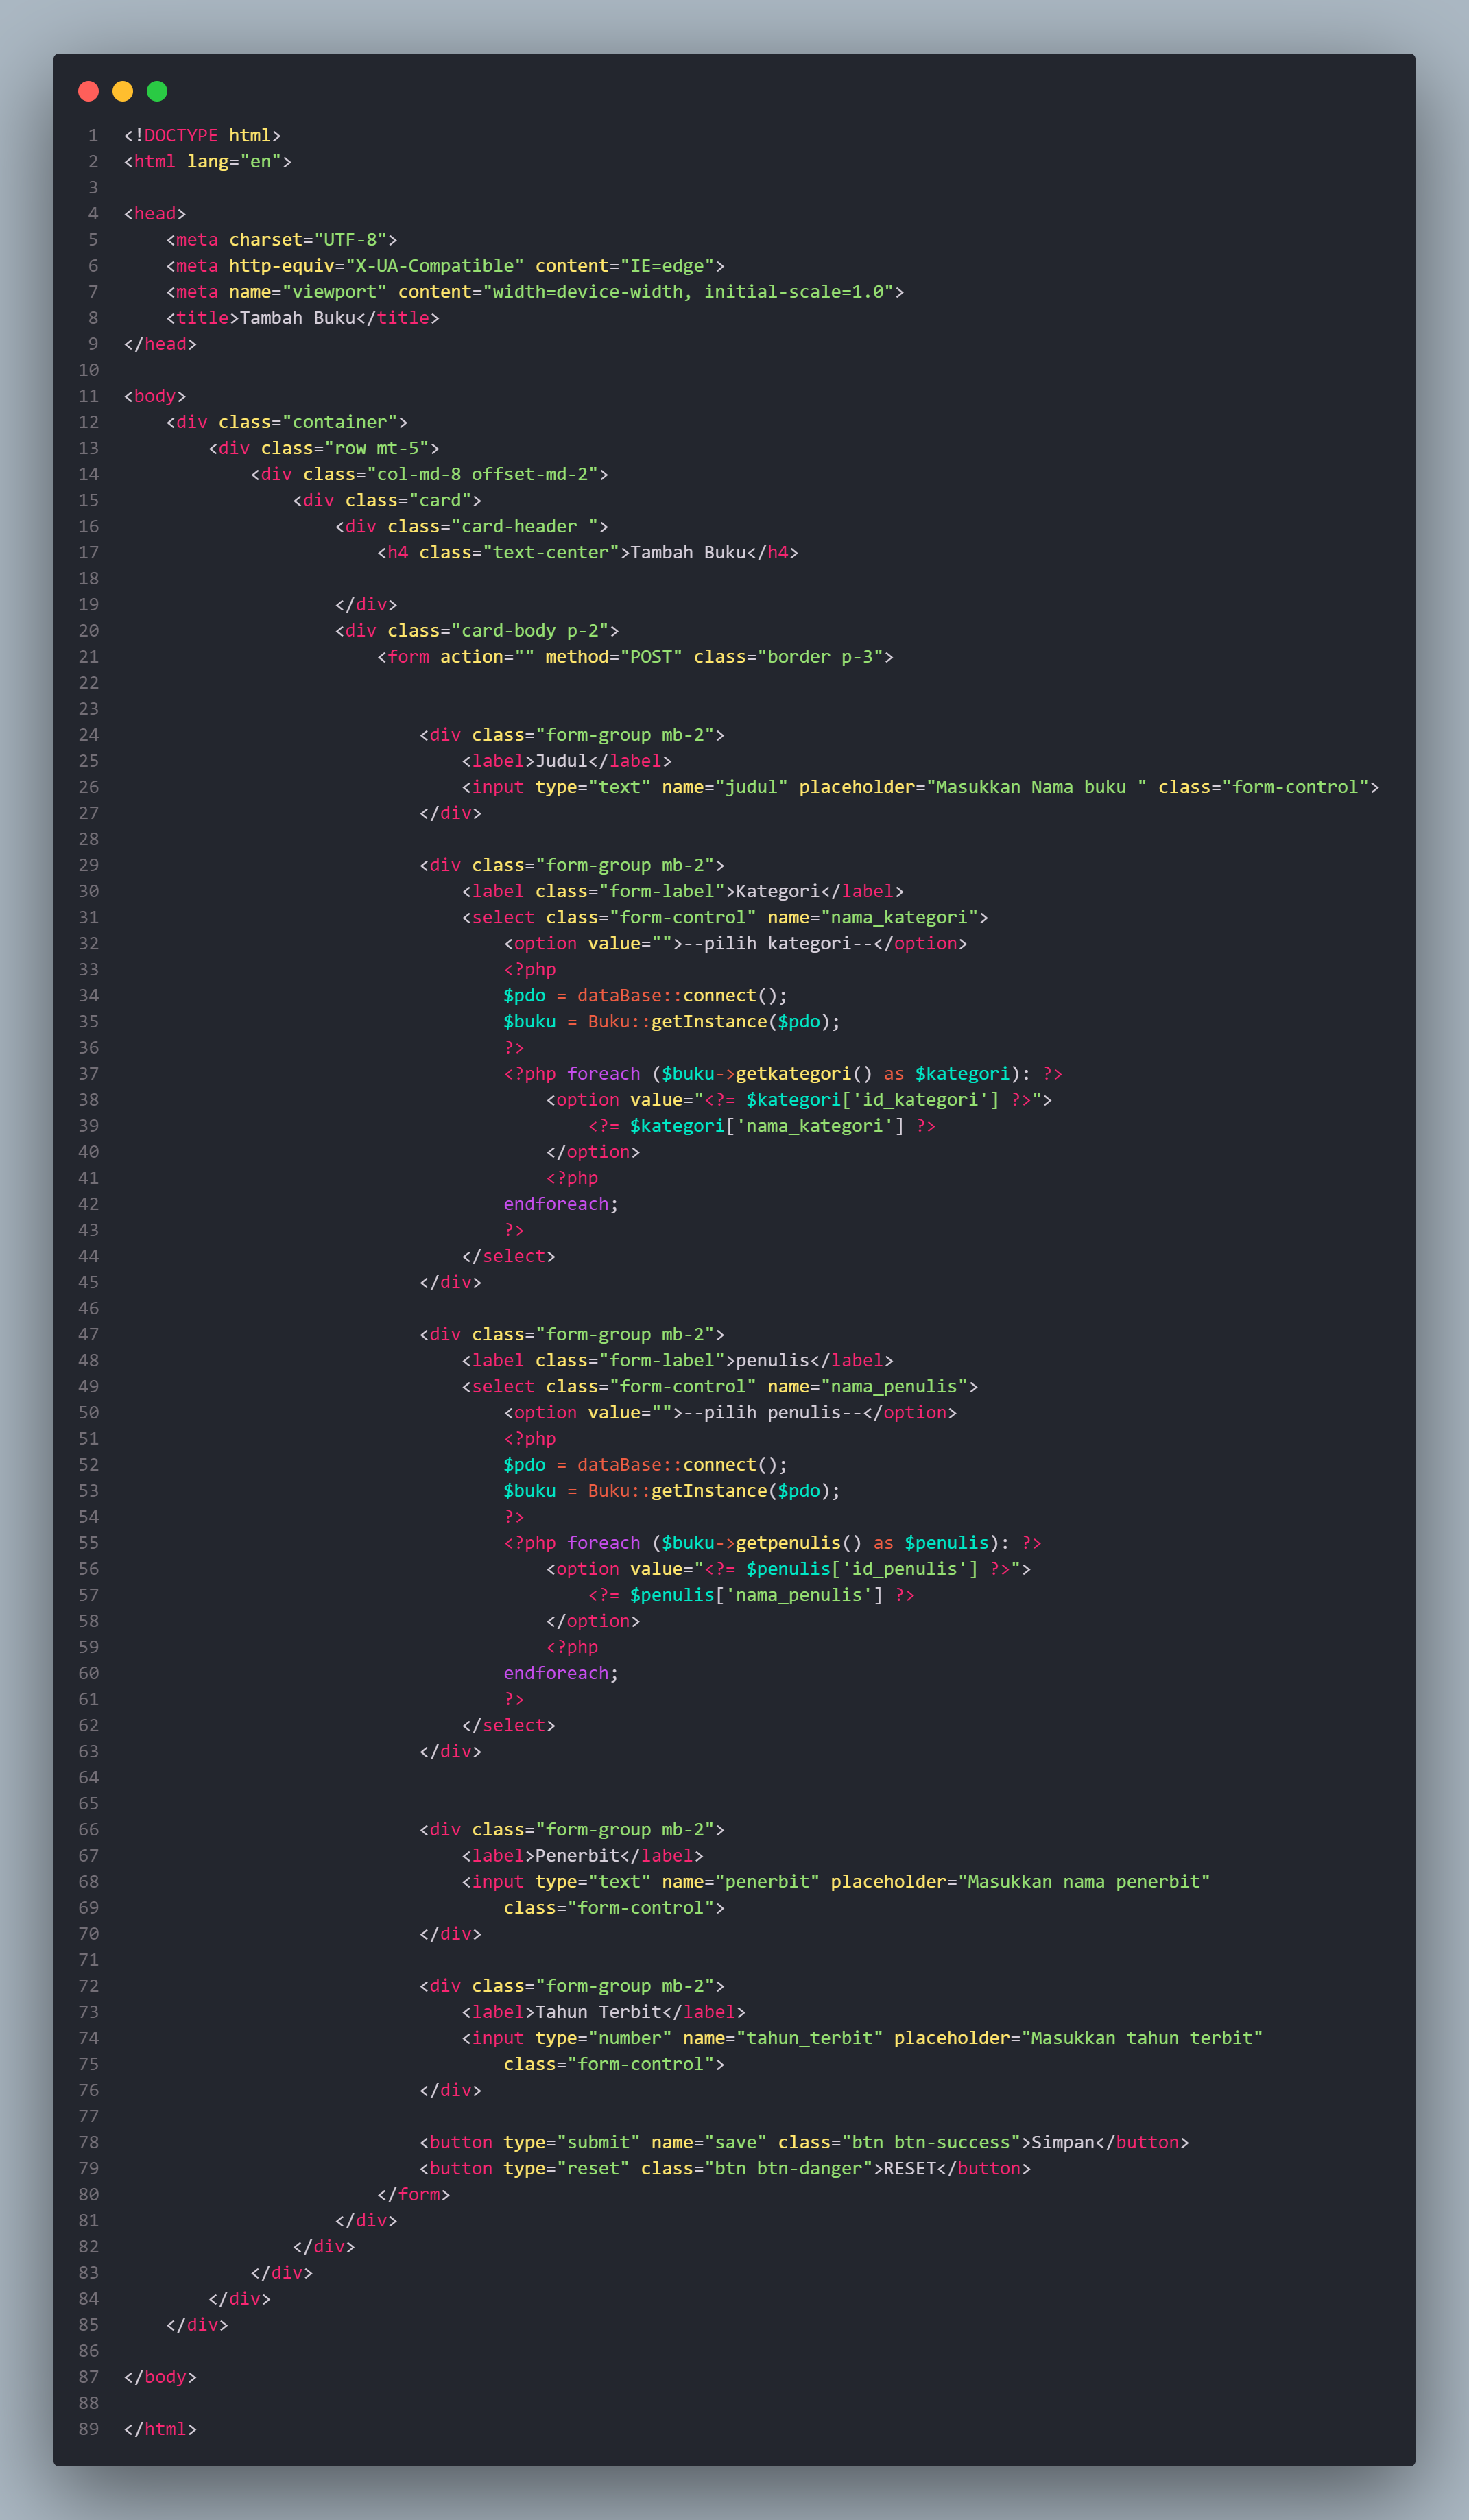 1 <!DOCTYPE html>
2 <html lang="en">
3
4 <head>
5     <meta charset="UTF-8">
6     <meta http-equiv="X-UA-Compatible" content="IE=edge">
7     <meta name="viewport" content="width=device-width, initial-scale=1.0">
8     <title>Tambah Buku</title>
9 </head>
10
11 <body>
12     <div class="container">
13         <div class="row mt-5">
14             <div class="col-md-8 offset-md-2">
15                 <div class="card">
16                     <div class="card-header ">
17                         <h4 class="text-center">Tambah Buku</h4>
18
19                     </div>
20                     <div class="card-body p-2">
21                         <form action="" method="POST" class="border p-3">
22
23
24                             <div class="form-group mb-2">
25                                 <label>Judul</label>
26                                 <input type="text" name="judul" placeholder="Masukkan Nama buku " class="form-control">
27                             </div>
28
29                             <div class="form-group mb-2">
30                                 <label class="form-label">Kategori</label>
31                                 <select class="form-control" name="nama_kategori">
32                                     <option value="">--pilih kategori--</option>
33                                     <?php
34                                     $pdo = dataBase::connect();
35                                     $buku = Buku::getInstance($pdo);
36                                     ?>
37                                     <?php foreach ($buku->getkategori() as $kategori): ?>
38                                         <option value="<?= $kategori['id_kategori'] ?>">
39                                             <?= $kategori['nama_kategori'] ?>
40                                         </option>
41                                         <?php
42                                     endforeach;
43                                     ?>
44                                 </select>
45                             </div>
46
47                             <div class="form-group mb-2">
48                                 <label class="form-label">penulis</label>
49                                 <select class="form-control" name="nama_penulis">
50                                     <option value="">--pilih penulis--</option>
51                                     <?php
52                                     $pdo = dataBase::connect();
53                                     $buku = Buku::getInstance($pdo);
54                                     ?>
55                                     <?php foreach ($buku->getpenulis() as $penulis): ?>
56                                         <option value="<?= $penulis['id_penulis'] ?>">
57                                             <?= $penulis['nama_penulis'] ?>
58                                         </option>
59                                         <?php
60                                     endforeach;
61                                     ?>
62                                 </select>
63                             </div>
64
65
66                             <div class="form-group mb-2">
67                                 <label>Penerbit</label>
68                                 <input type="text" name="penerbit" placeholder="Masukkan nama penerbit"
69                                     class="form-control">
70                             </div>
71
72                             <div class="form-group mb-2">
73                                 <label>Tahun Terbit</label>
74                                 <input type="number" name="tahun_terbit" placeholder="Masukkan tahun terbit"
75                                     class="form-control">
76                             </div>
77
78                             <button type="submit" name="save" class="btn btn-success">Simpan</button>
79                             <button type="reset" class="btn btn-danger">RESET</button>
80                         </form>
81                     </div>
82                 </div>
83             </div>
84         </div>
85     </div>
86
87 </body>
88
89 </html>